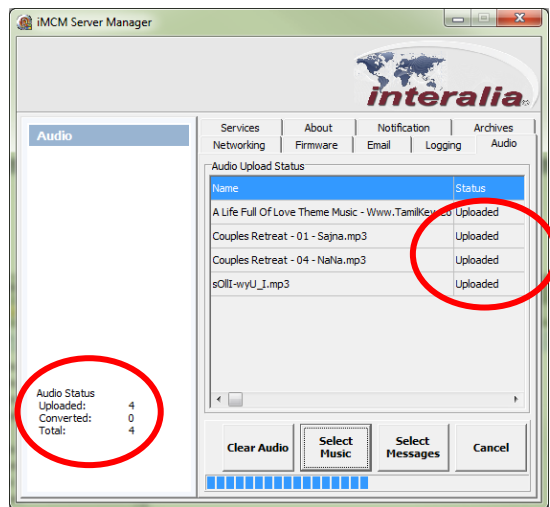 iMCM Server Manager
interalia®
Audio
Services About Notification Archives
Networking Firmware Email Logging Audio
Audio Upload Status
Name Status
A Life Full Of Love Theme Music - Www.TamilKey.co Uploaded
Couples Retreat - 01 - Sajna.mp3 Uploaded
Couples Retreat - 04 - NaNa.mp3 Uploaded
sOllI-wyU_I.mp3 Uploaded
Audio Status
Uploaded: 4
Converted: 0
Total: 4
Clear Audio
Select Music
Select Messages
Cancel